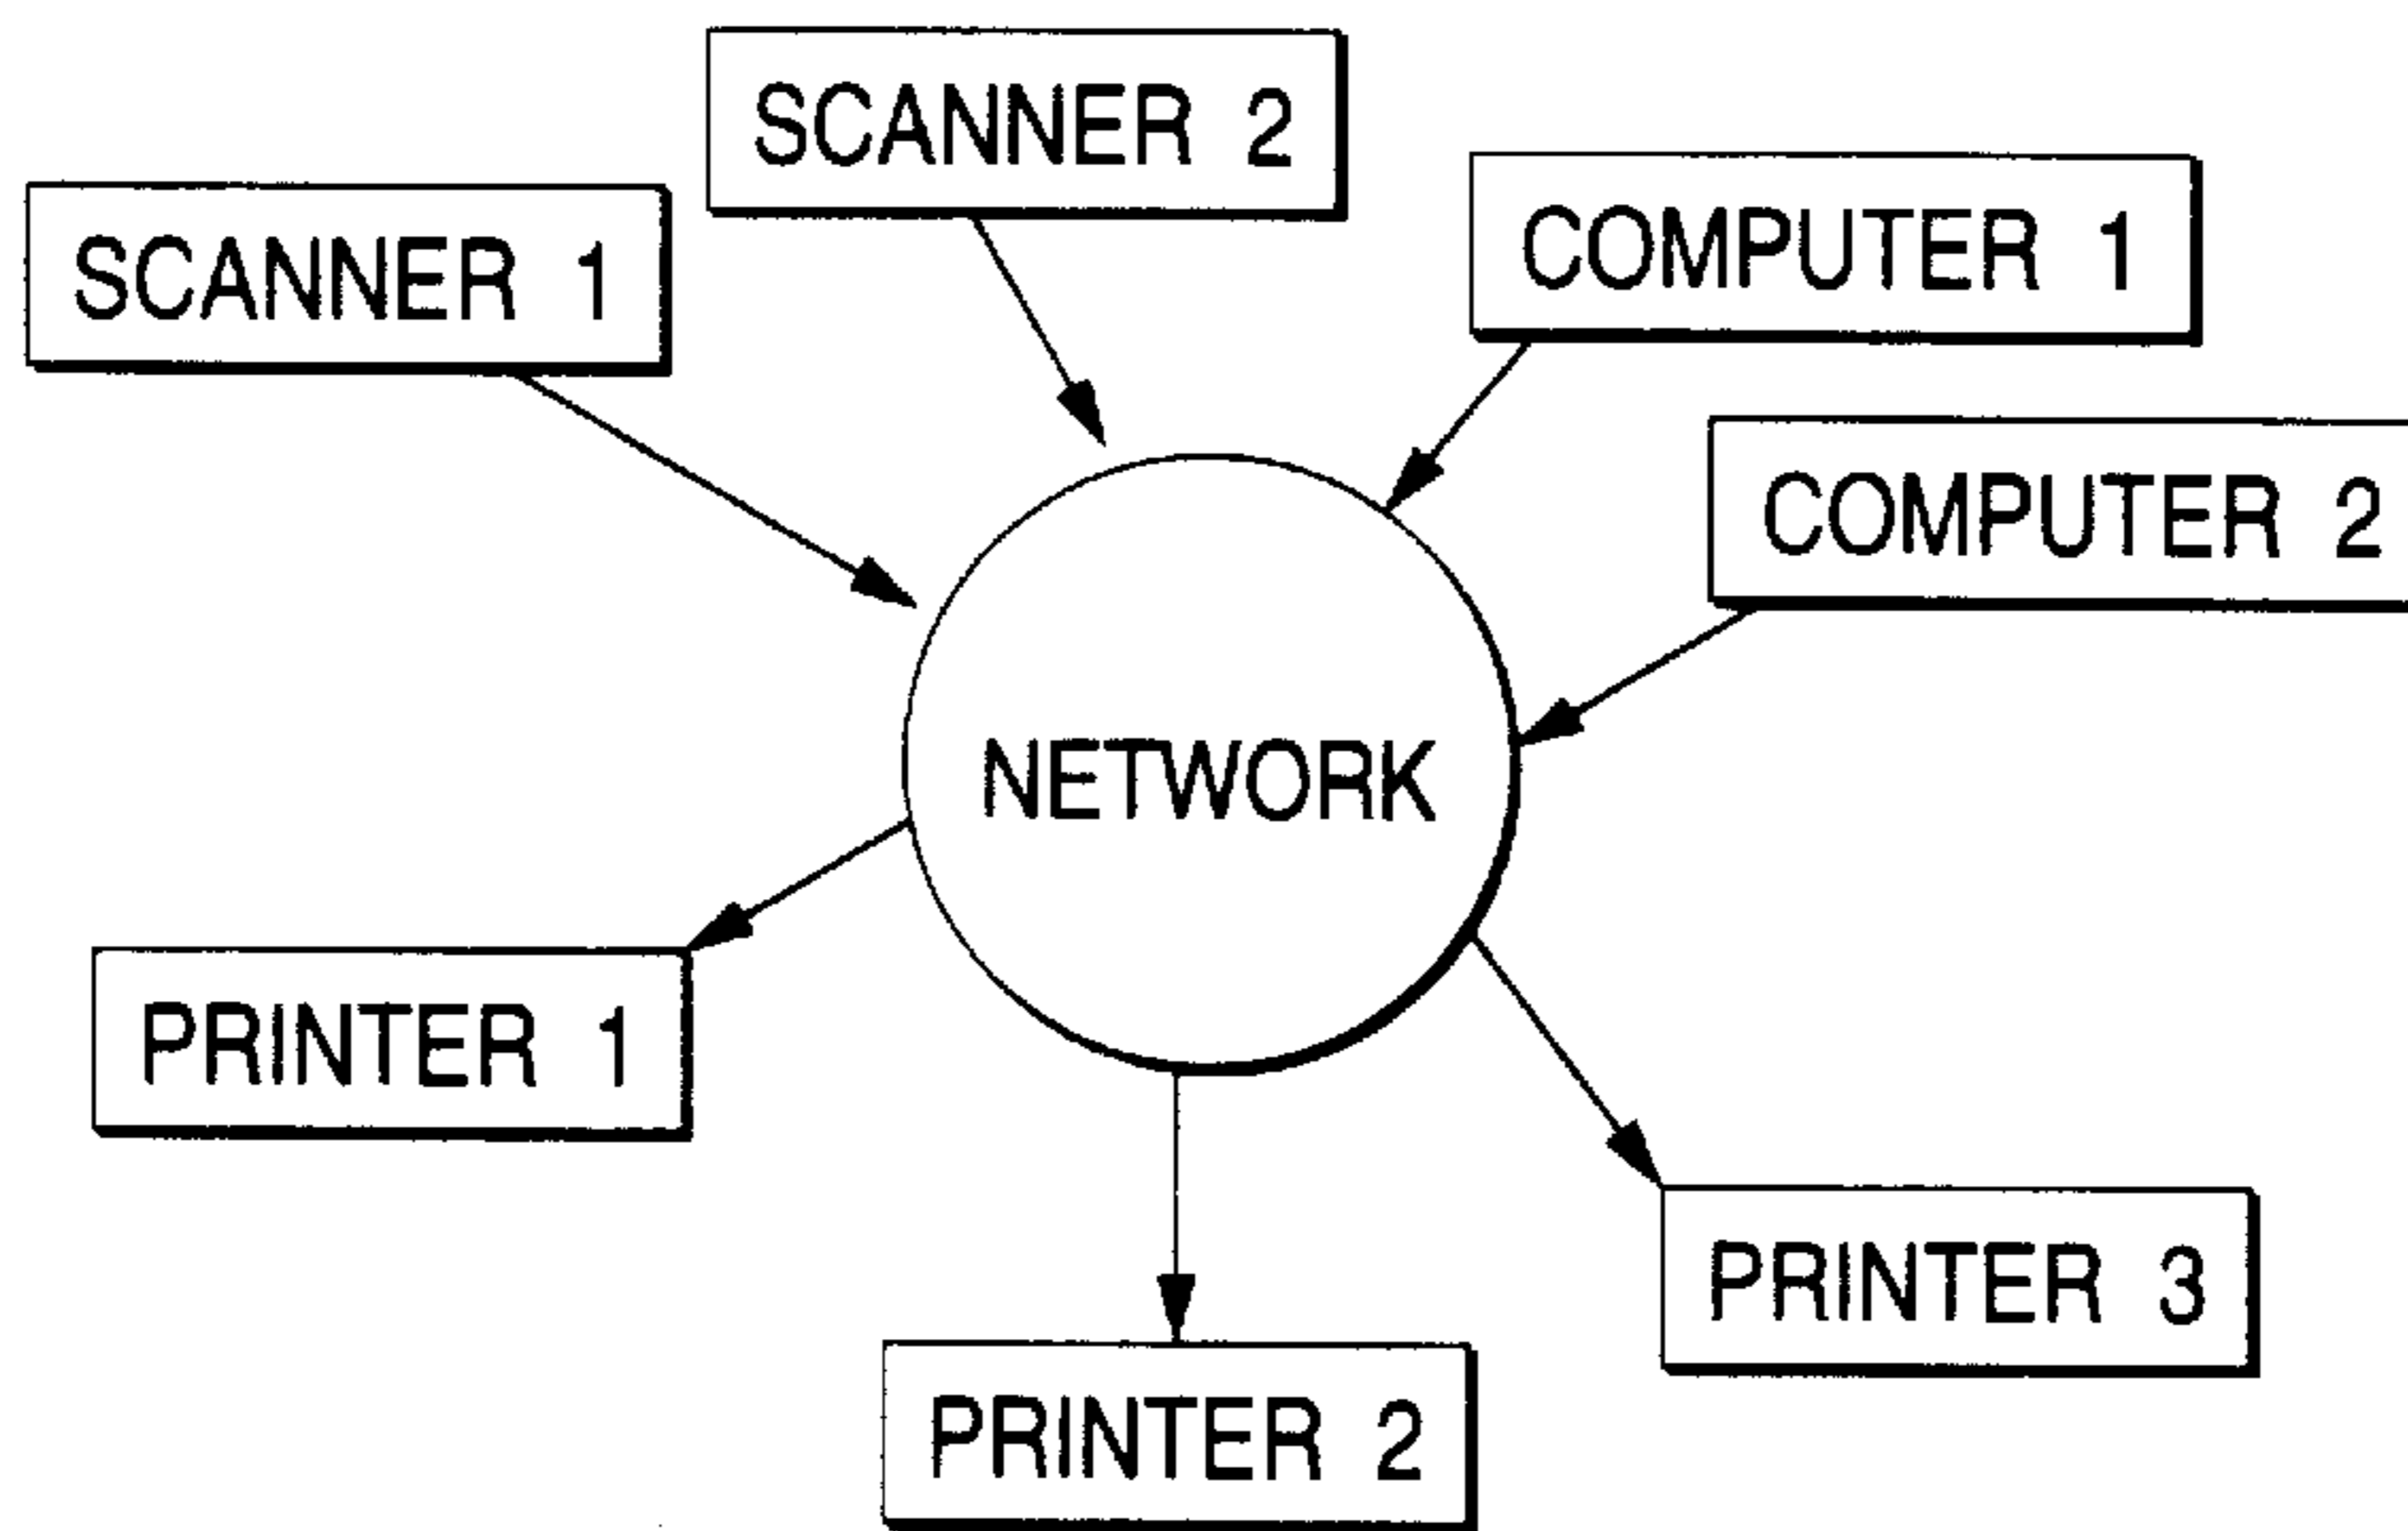 SCANNER 2
SCANNER 1
COMPUTER 1
COMPUTER 2
NETWORK
PRINTER 1
PRINTER 3
PRINTER 2